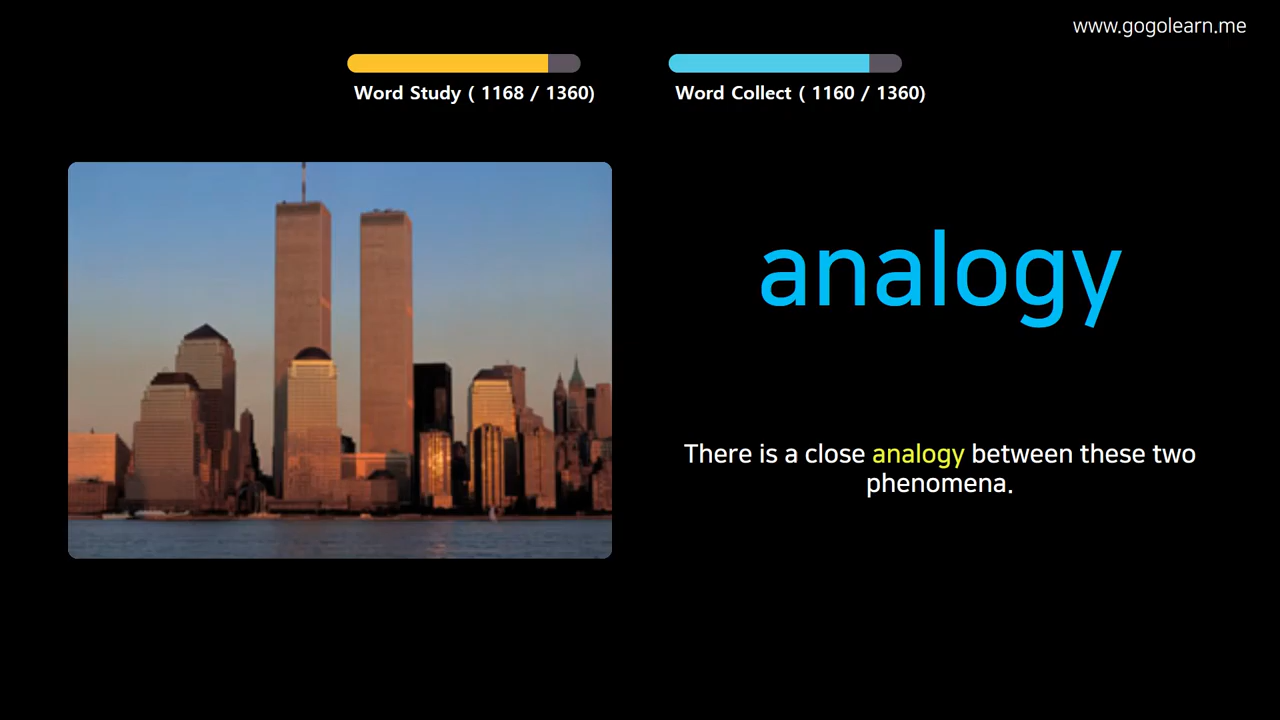 www.gogolearn.me
Word Study ( 1168 / 1360)
Word Collect ( 1160 / 1360)
analogy
There is a close analogy between these two
phenomena.